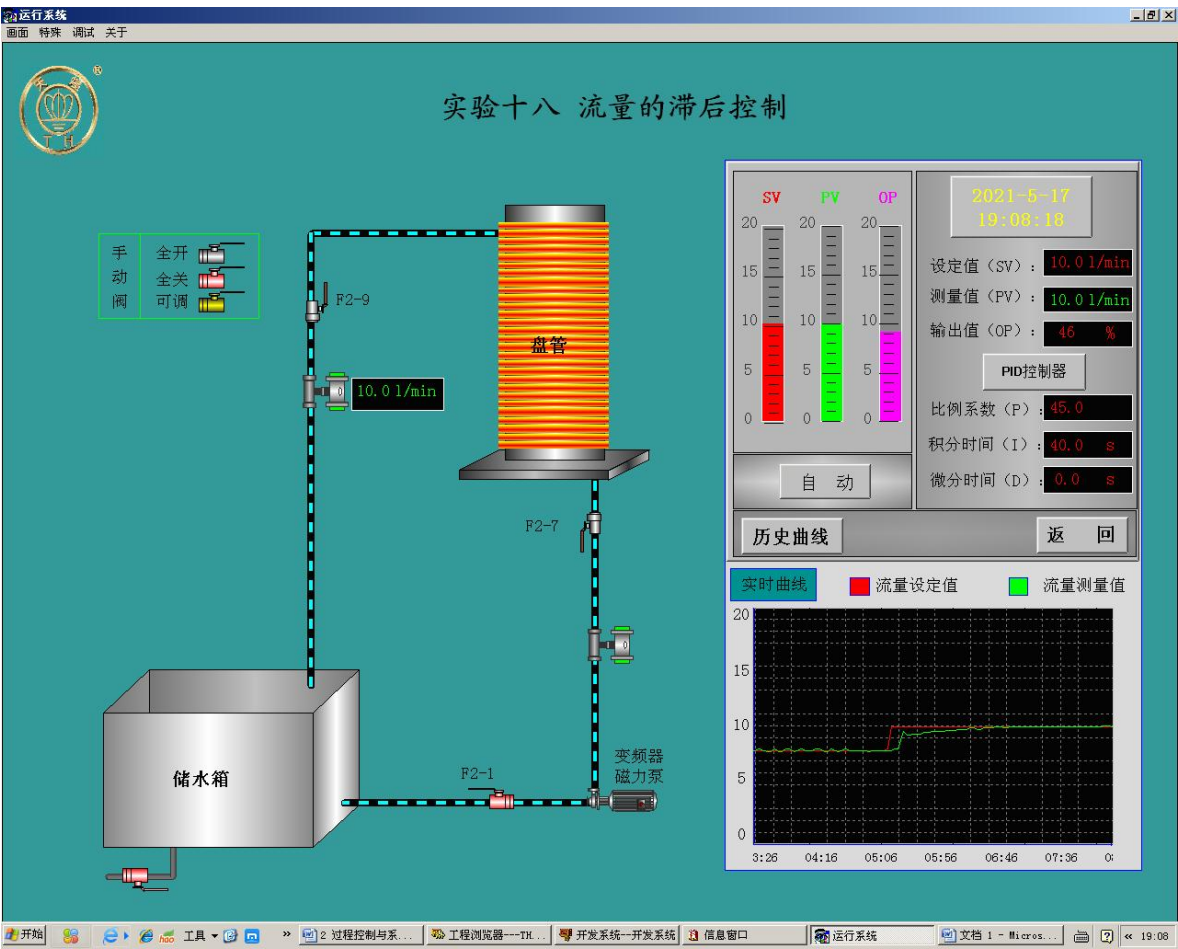 运行系统
画面 特殊 调试 关于
®
实验十八 流量的滞后控制
天煌
T H
手动阀
全开
全关
可调
F2-9
10.0 l/min
盘管
F2-7
变频器
磁力泵
F2-1
储水箱
SV PV OP
20 20 20
15 15 15
10 10 10
5 5 5
0 0 0
自 动
2021-5-17
19:08:18
设定值(SV): 10.0 l/min
测量值(PV): 10.0 l/min
输出值(OP): 46 %
PID控制器
比例系数(P): 45.0
积分时间(I): 40.0 s
微分时间(D): 0.0 s
历史曲线
返 回
实时曲线 流量设定值 流量测量值
20
15
10
5
0
3:26 04:16 05:06 05:56 06:46 07:36 0:
开始 工具 » 2 过程控制与系... 工程浏览器---TH... 开发系统--开发系统 信息窗口 运行系统 文档 1 - Micros... « 19:08